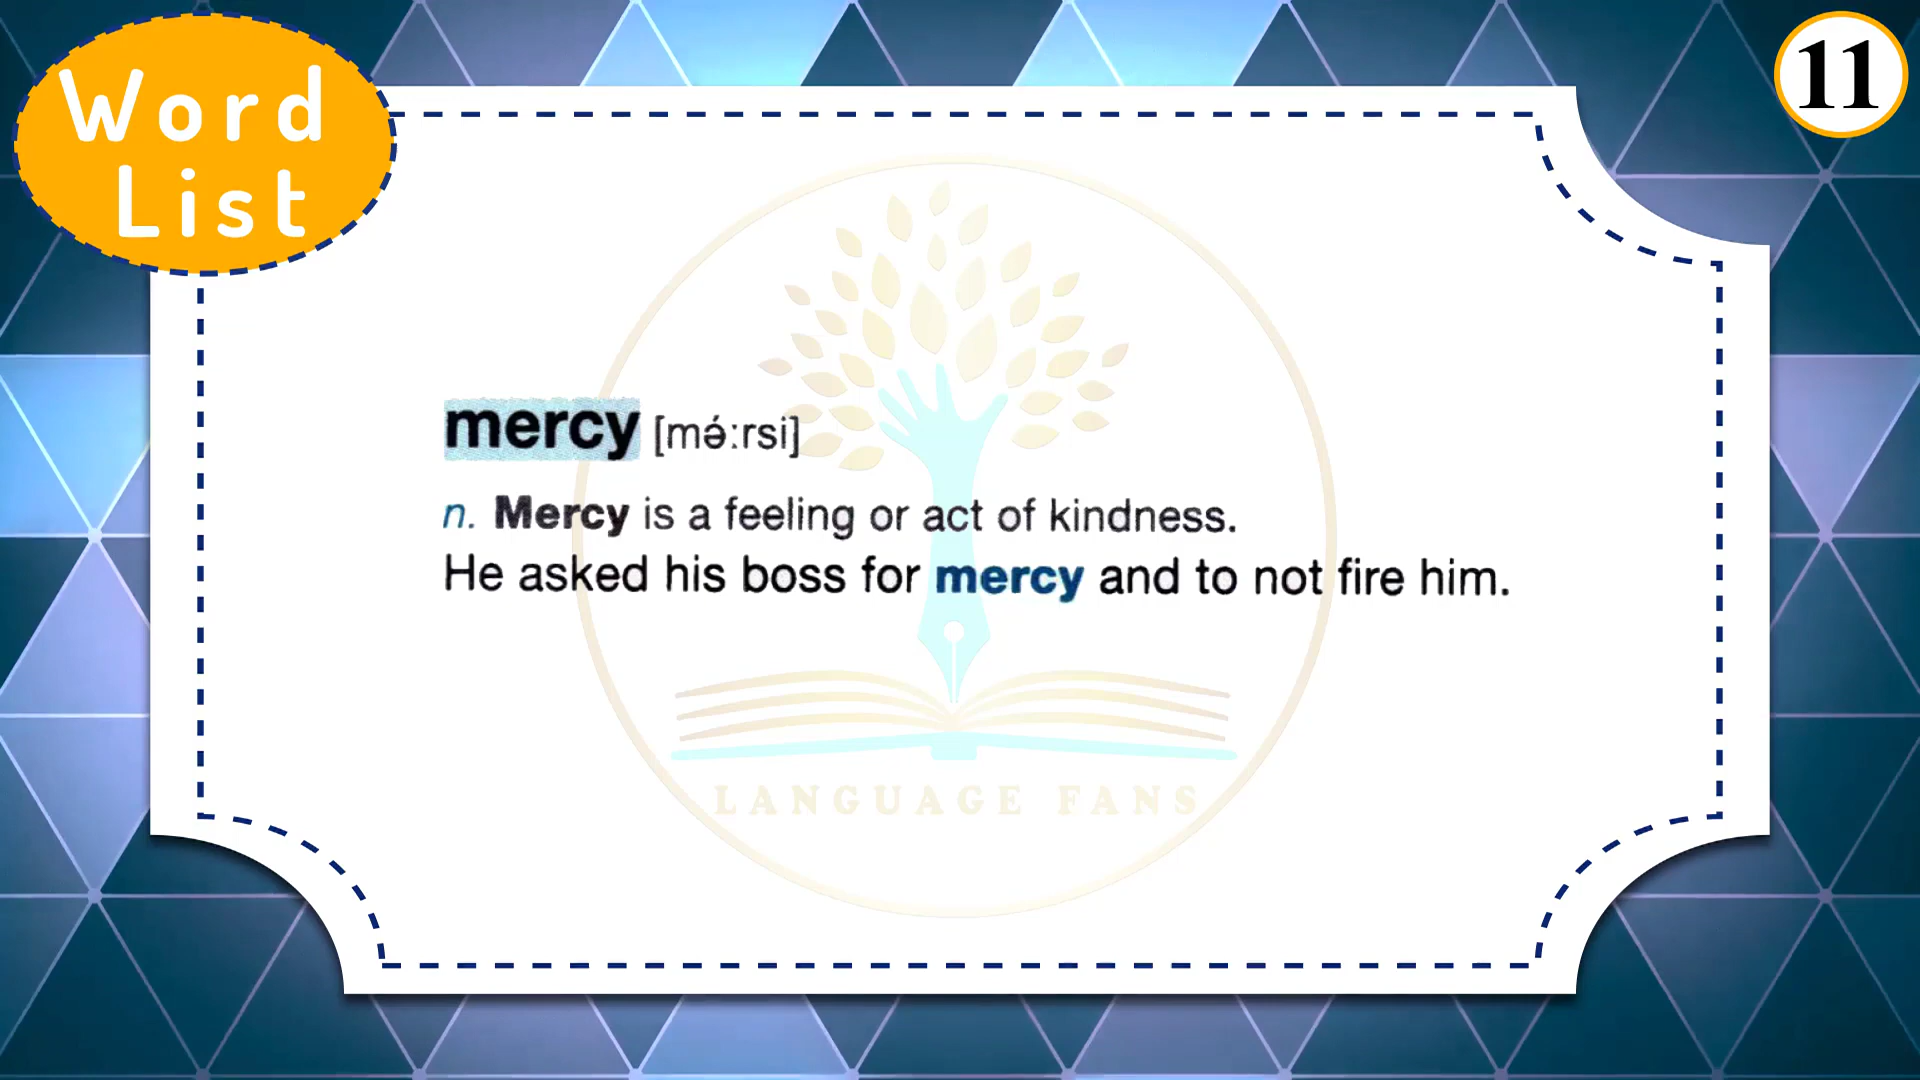 Word
List
11
mercy [mə́ːrsi]
n. Mercy is a feeling or act of kindness.
He asked his boss for mercy and to not fire him.
LANGUAGE FANS